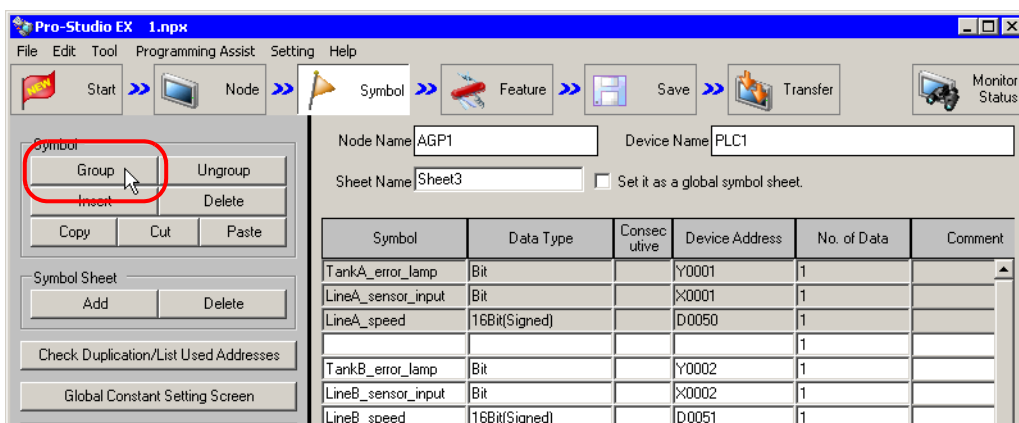 Pro-Studio EX 1.npx
File Edit Tool Programming Assist Setting Help
NEW Start Node Symbol Feature Save Transfer Monitor Status
Symbol
Group Ungroup
Insert Delete
Copy Cut Paste
Symbol Sheet
Add Delete
Check Duplication/List Used Addresses
Global Constant Setting Screen
Node Name AGP1 Device Name PLC1
Sheet Name Sheet3 Set it as a global symbol sheet.
Symbol Data Type Consecutive Device Address No. of Data Comment
TankA_error_lamp Bit Y0001 1
LineA_sensor_input Bit X0001 1
LineA_speed 16Bit(Signed) D0050 1
1
TankB_error_lamp Bit Y0002 1
LineB_sensor_input Bit X0002 1
LineB_speed 16Bit(Signed) D0051 1